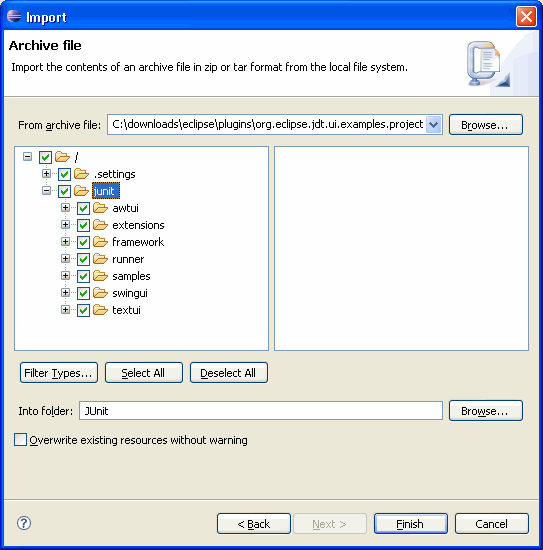 Import
Archive file
Import the contents of an archive file in zip or tar format from the local file system.
From archive file: C:\downloads\eclipse\plugins\org.eclipse.jdt.ui.examples.project Browse...
/
.settings
junit
awtui
extensions
framework
runner
samples
swingui
textui
Filter Types... Select All Deselect All
Into folder: JUnit Browse...
Overwrite existing resources without warning
? < Back Next > Finish Cancel